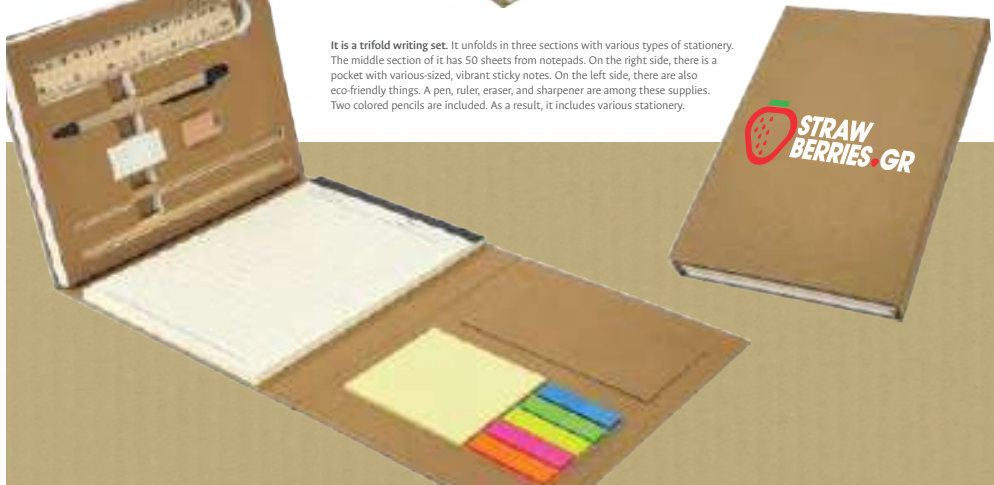 It is a trifold writing set. It unfolds in three sections with various types of stationery.
The middle section of it has 50 sheets from notepads. On the right side, there is a
pocket with various-sized, vibrant sticky notes. On the left side, there are also
eco-friendly things. A pen, ruler, eraser, and sharpener are among these supplies.
Two colored pencils are included. As a result, it includes various stationery.
STRAW
BERRIES.GR